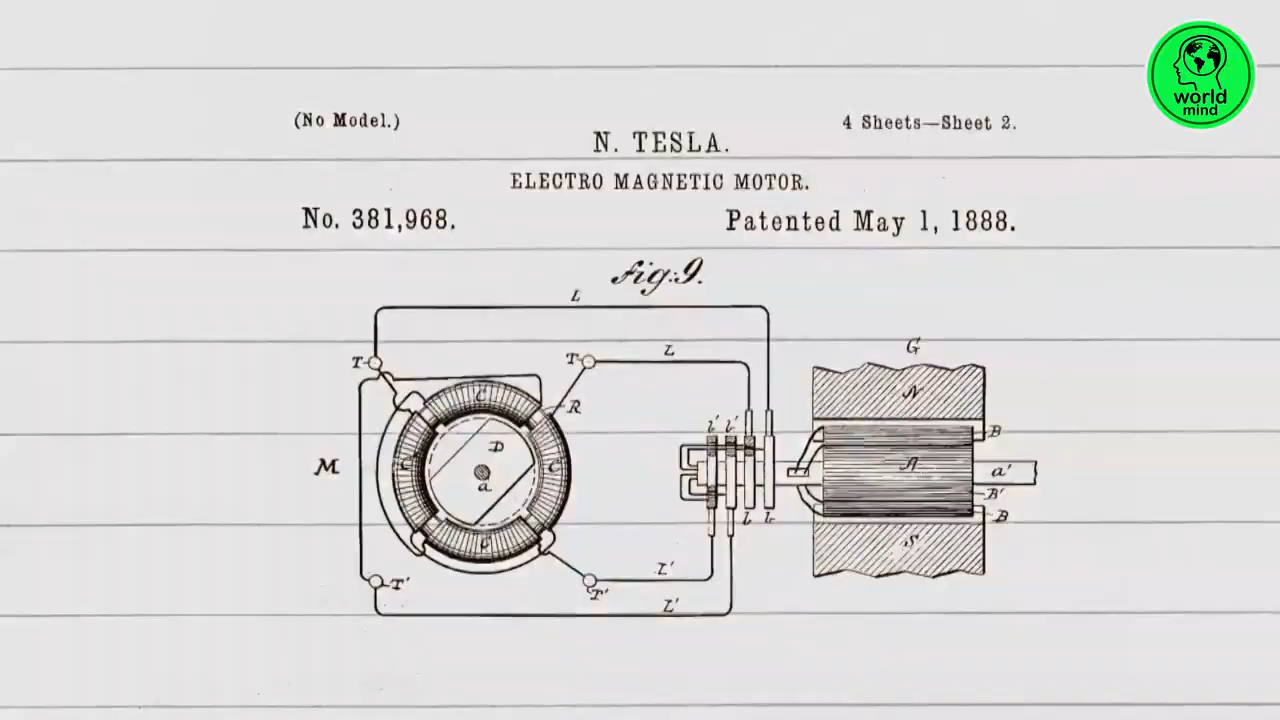 world
mind
(No Model.)
4 Sheets—Sheet 2.
N. TESLA.
ELECTRO MAGNETIC MOTOR.
No. 381,968.
Patented May 1, 1888.
Fig. 9.
L
G
T
T
L
N
C
R
l' l'
B
D
M
C
C
A
a'
a
B'
b b
B
C
S
L'
T'
T'
L'